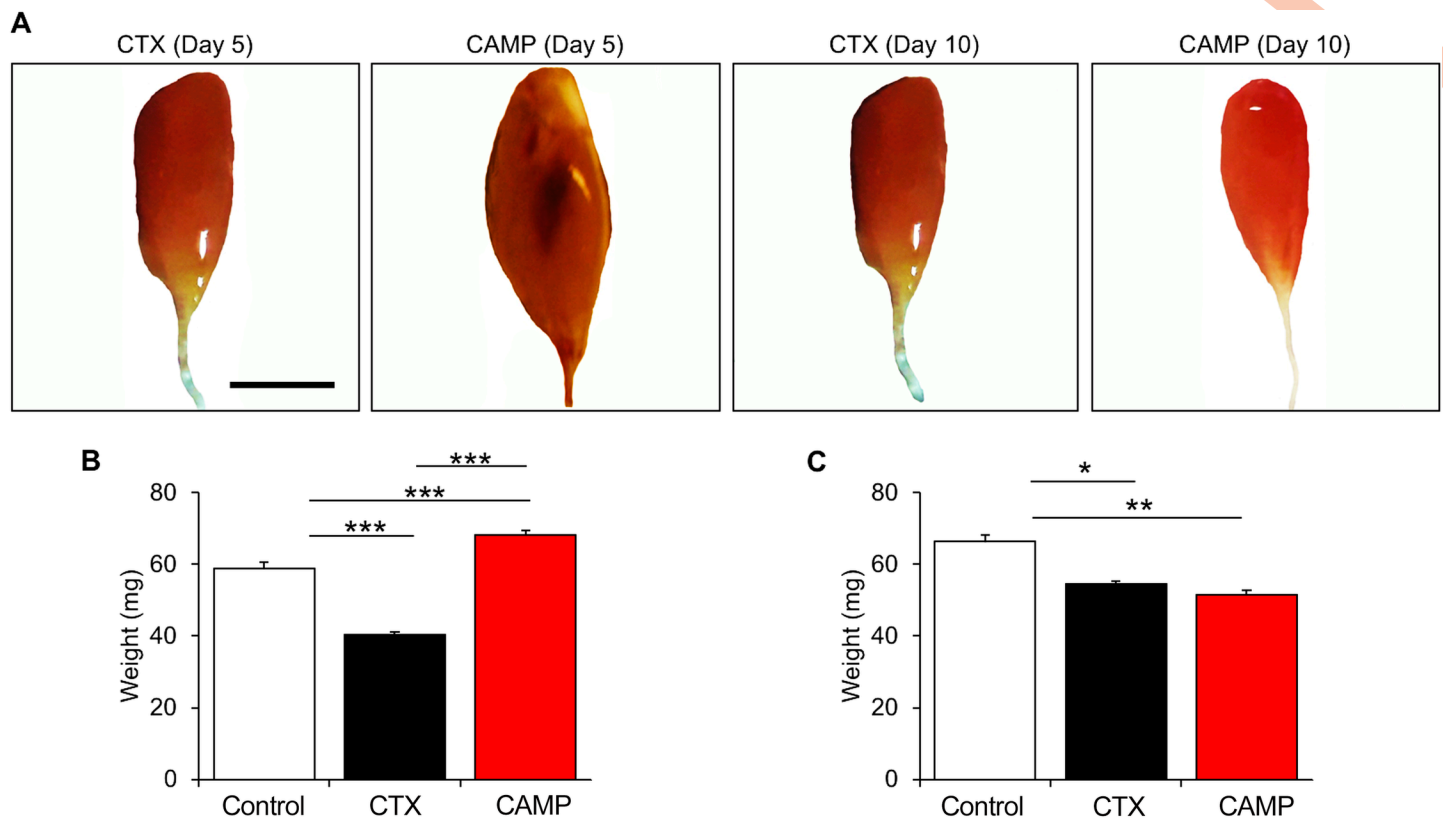 A
CTX (Day 5)
CAMP (Day 5)
CTX (Day 10)
CAMP (Day 10)
B
***
***
***
80
60
40
20
0
Weight (mg)
Control
CTX
CAMP
C
*
**
80
60
40
20
0
Weight (mg)
Control
CTX
CAMP